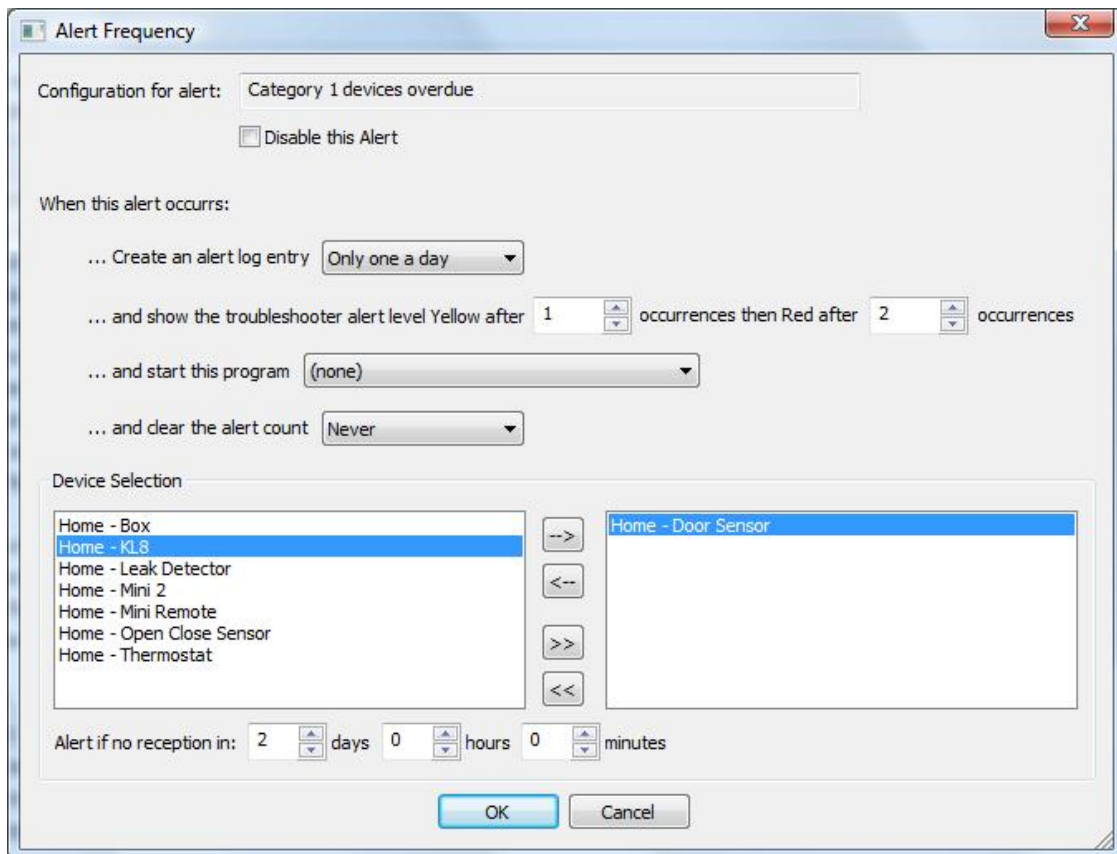 Alert Frequency
Configuration for alert: Category 1 devices overdue
Disable this Alert
When this alert occurrs:
... Create an alert log entry Only one a day
... and show the troubleshooter alert level Yellow after 1 occurrences then Red after 2 occurrences
... and start this program (none)
... and clear the alert count Never
Device Selection
Home - Box
Home - KL8
Home - Leak Detector
Home - Mini 2
Home - Mini Remote
Home - Open Close Sensor
Home - Thermostat
-->
<--
>>
<<
Home - Door Sensor
Alert if no reception in: 2 days 0 hours 0 minutes
OK Cancel